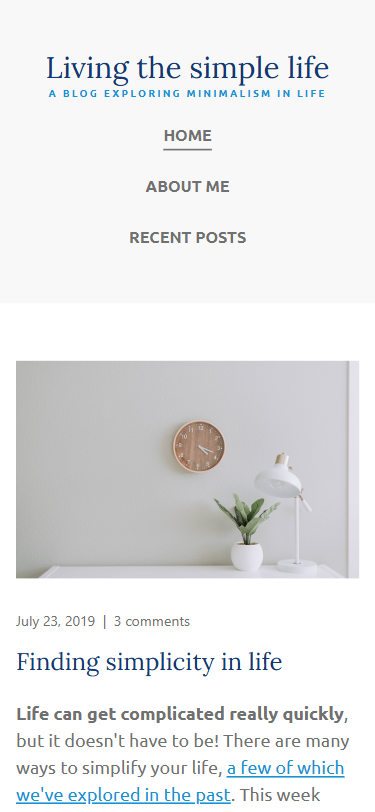 Living the simple life
A BLOG EXPLORING MINIMALISM IN LIFE
HOME
ABOUT ME
RECENT POSTS
July 23, 2019 | 3 comments
Finding simplicity in life
Life can get complicated really quickly,
but it doesn't have to be! There are many
ways to simplify your life, a few of which
we've explored in the past. This week